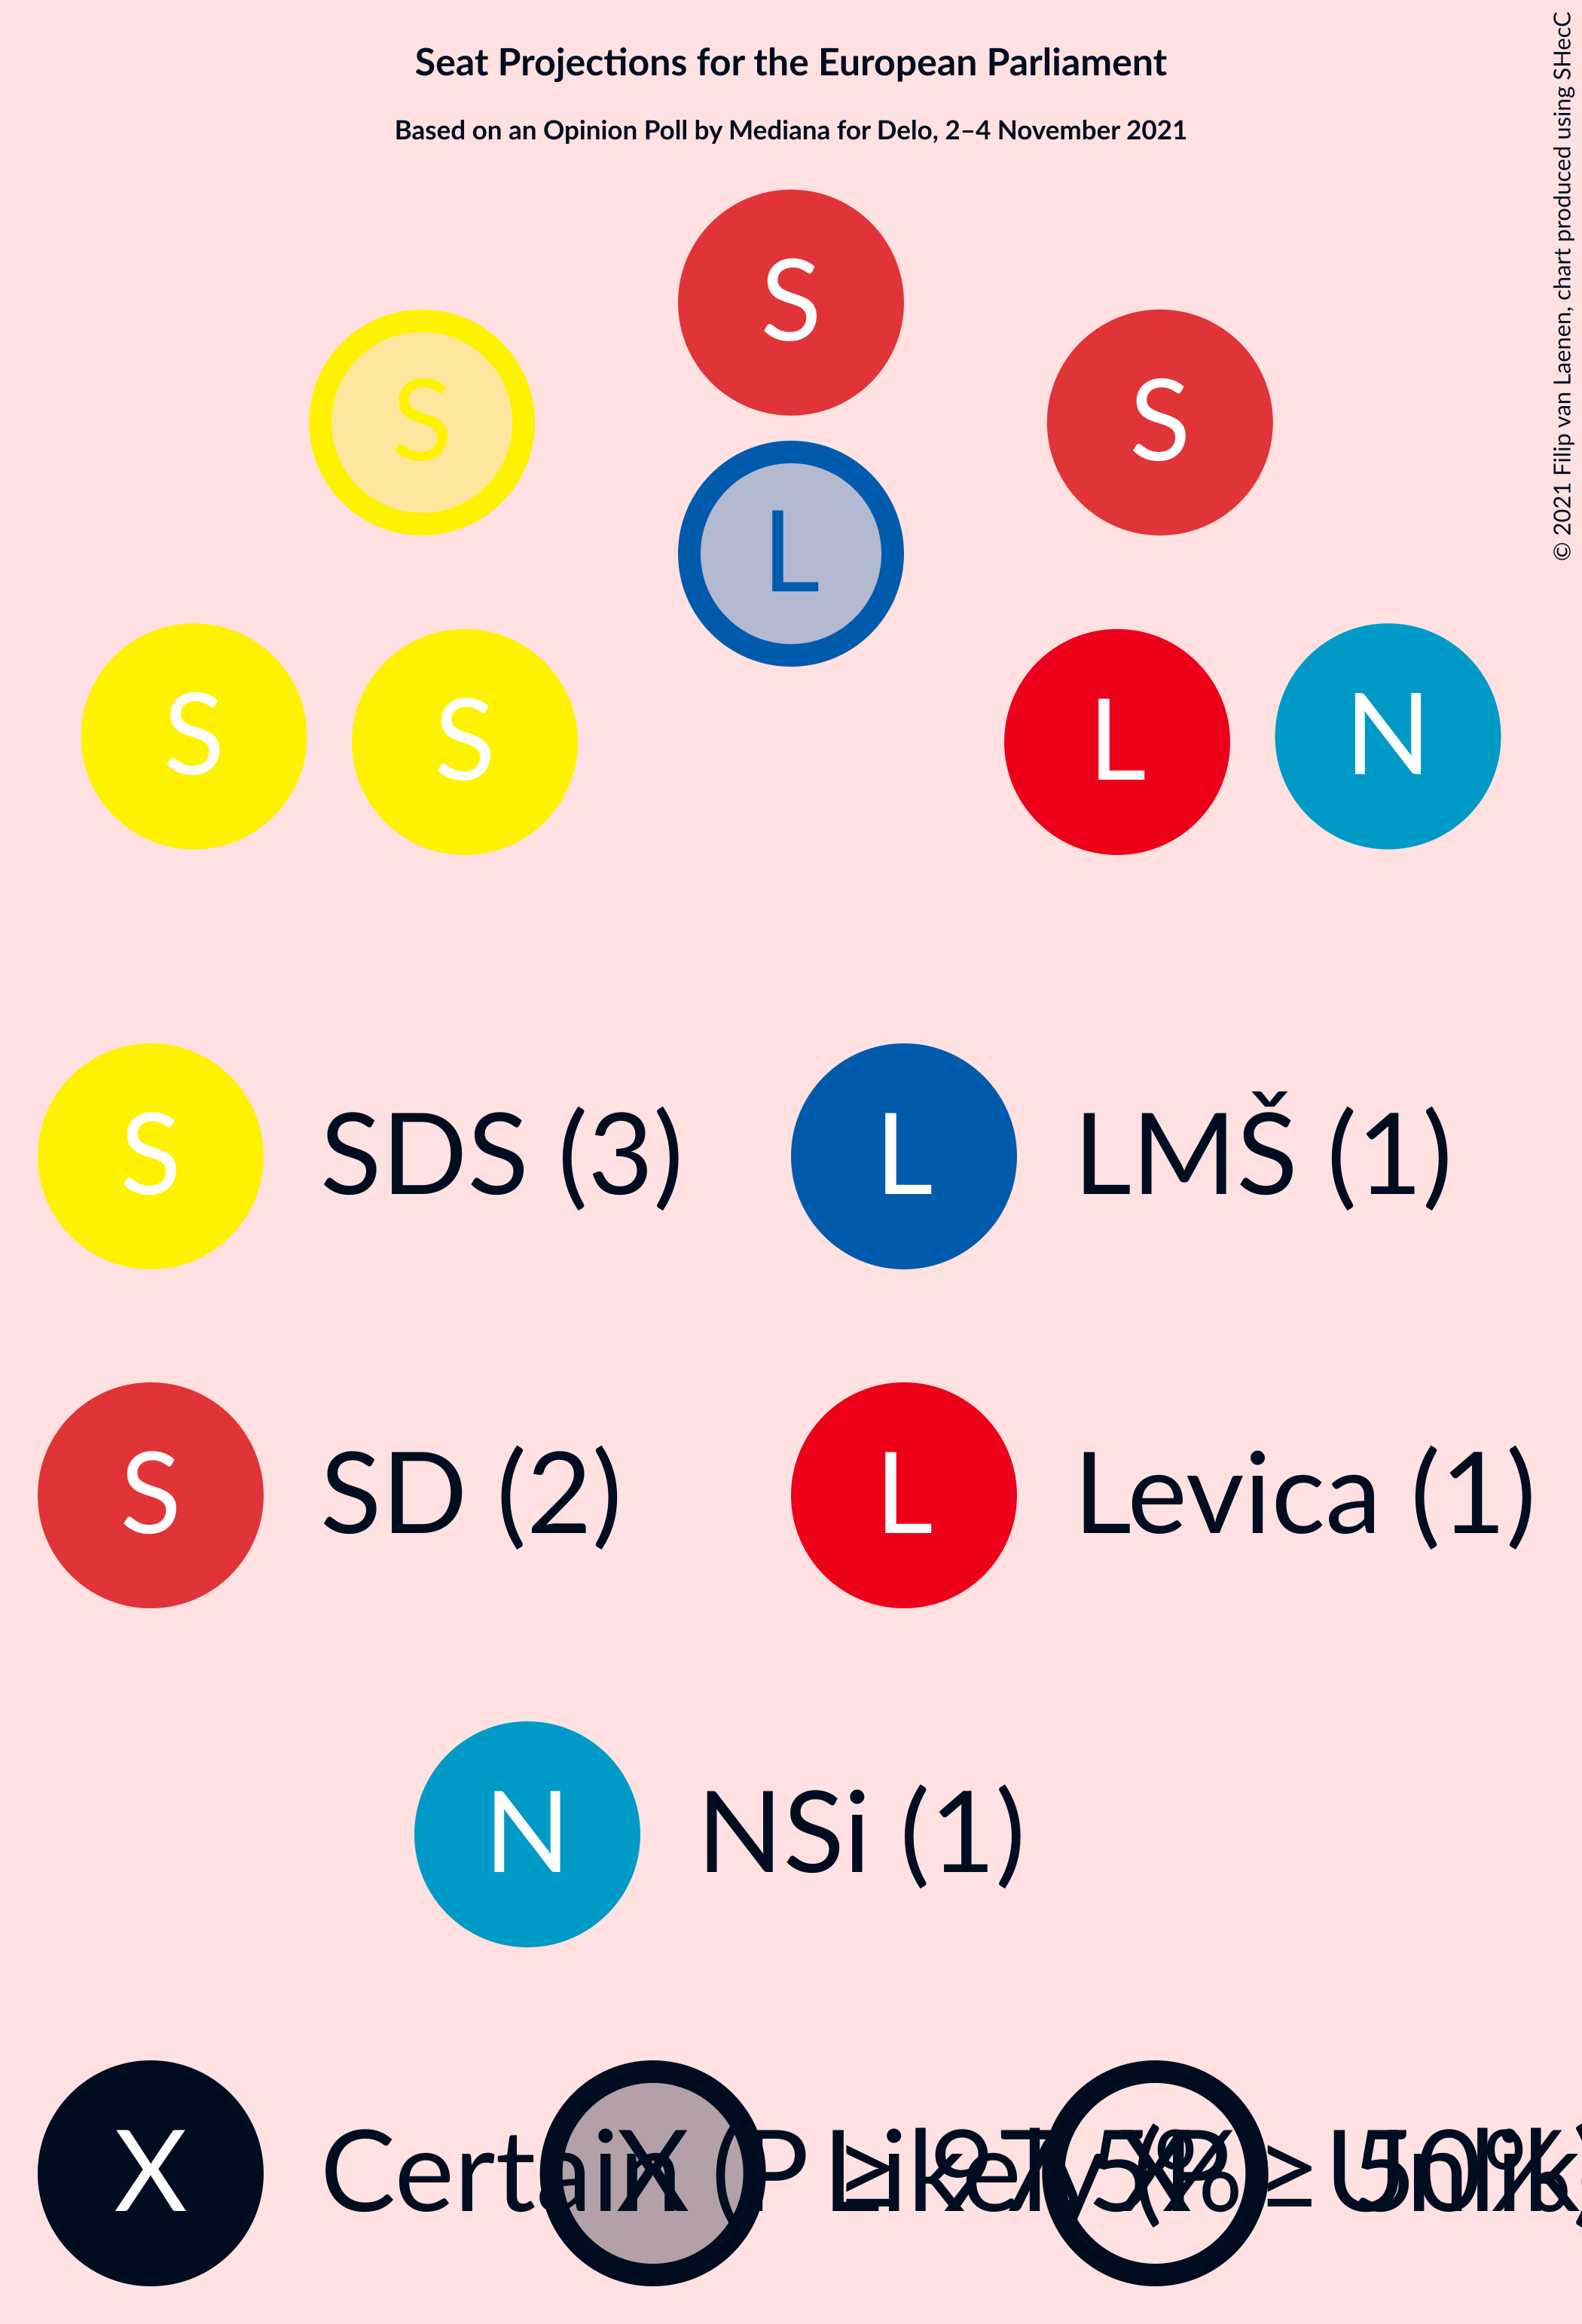 Seat Projections for the European Parliament
Based on an Opinion Poll by Mediana for Delo, 2–4 November 2021
© 2021 Filip van Laenen, chart produced using SHecC
S
S
S
L
S
S
L
N
S SDS (3)
L LMŠ (1)
S SD (2)
L Levica (1)
N NSi (1)
X Certain (P ≥ 97.5%)
X Likely (P ≥ 50%)
X